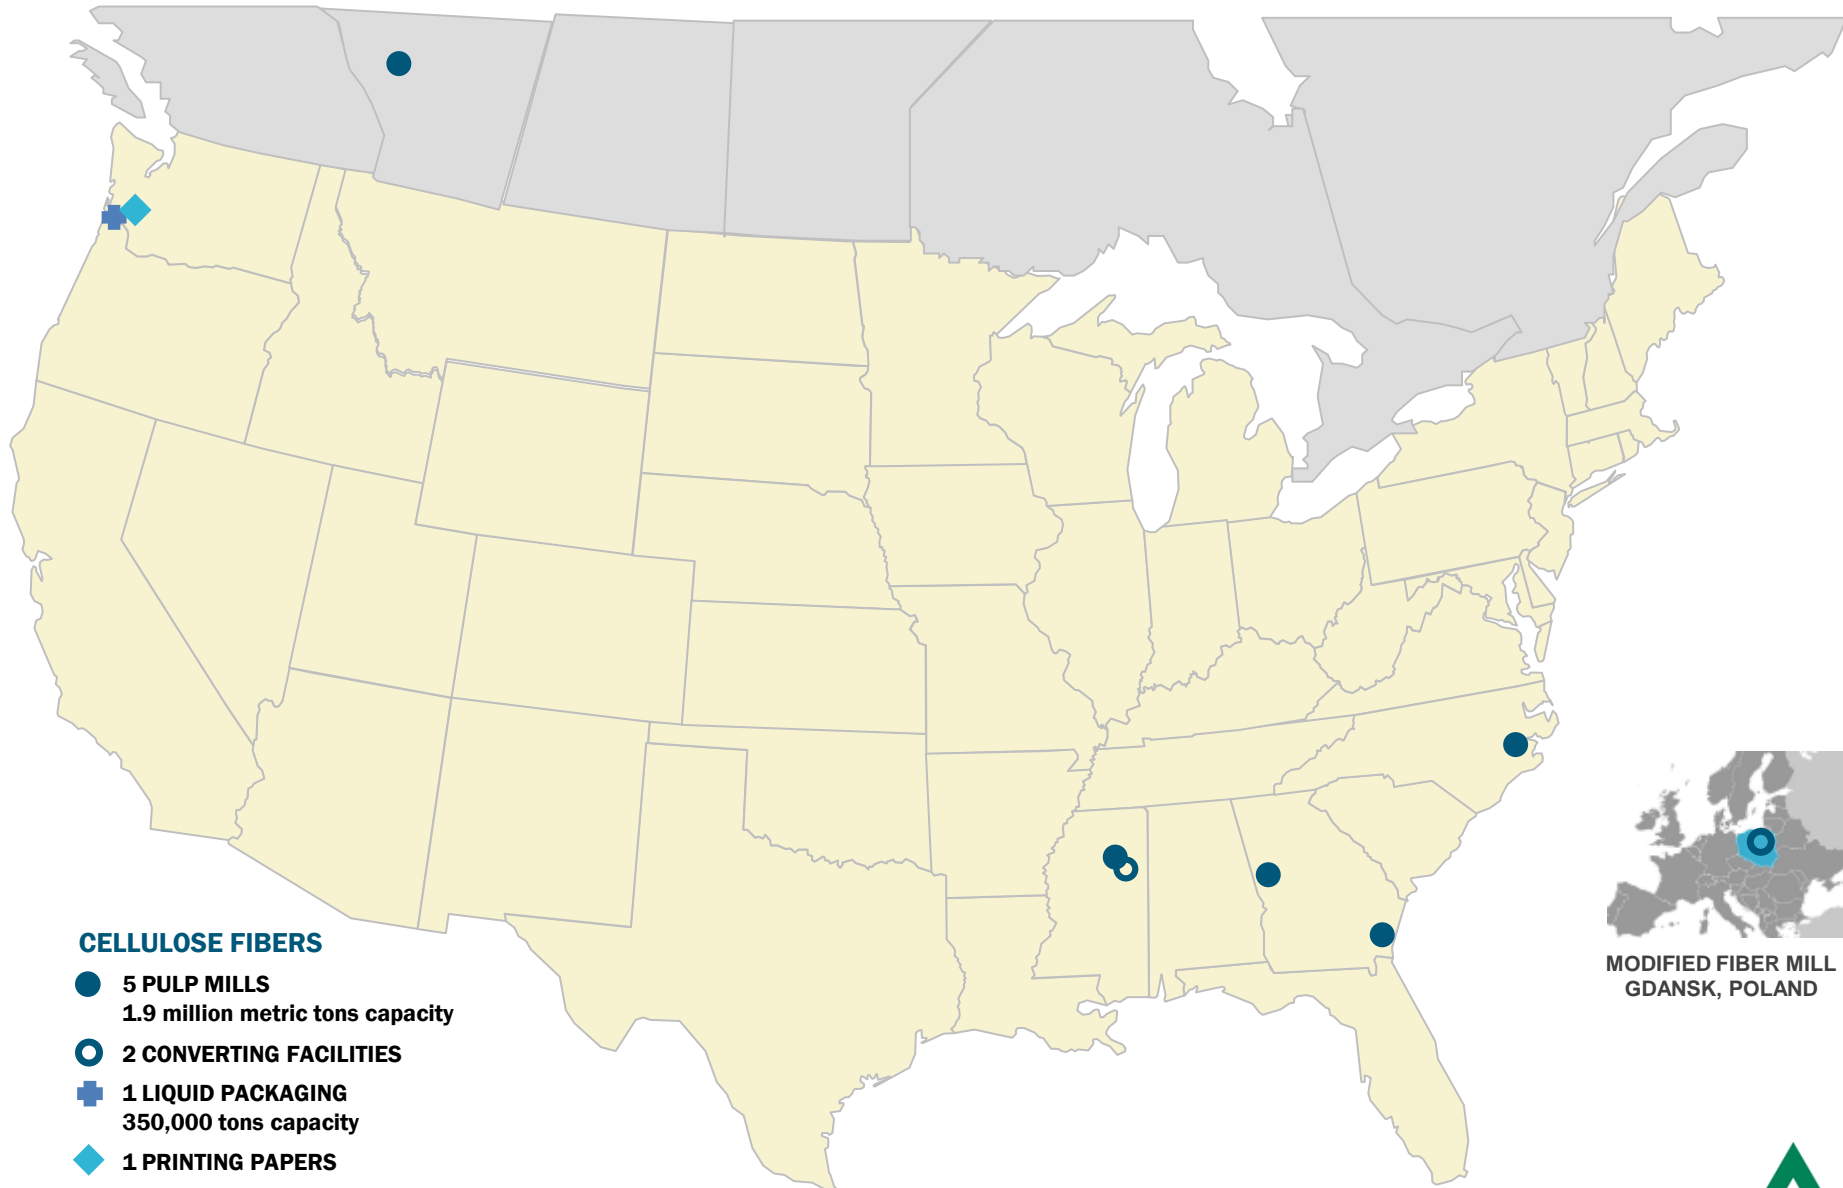 CELLULOSE FIBERS
5 PULP MILLS
1.9 million metric tons capacity
2 CONVERTING FACILITIES
1 LIQUID PACKAGING
350,000 tons capacity
1 PRINTING PAPERS
MODIFIED FIBER MILL
GDANSK, POLAND